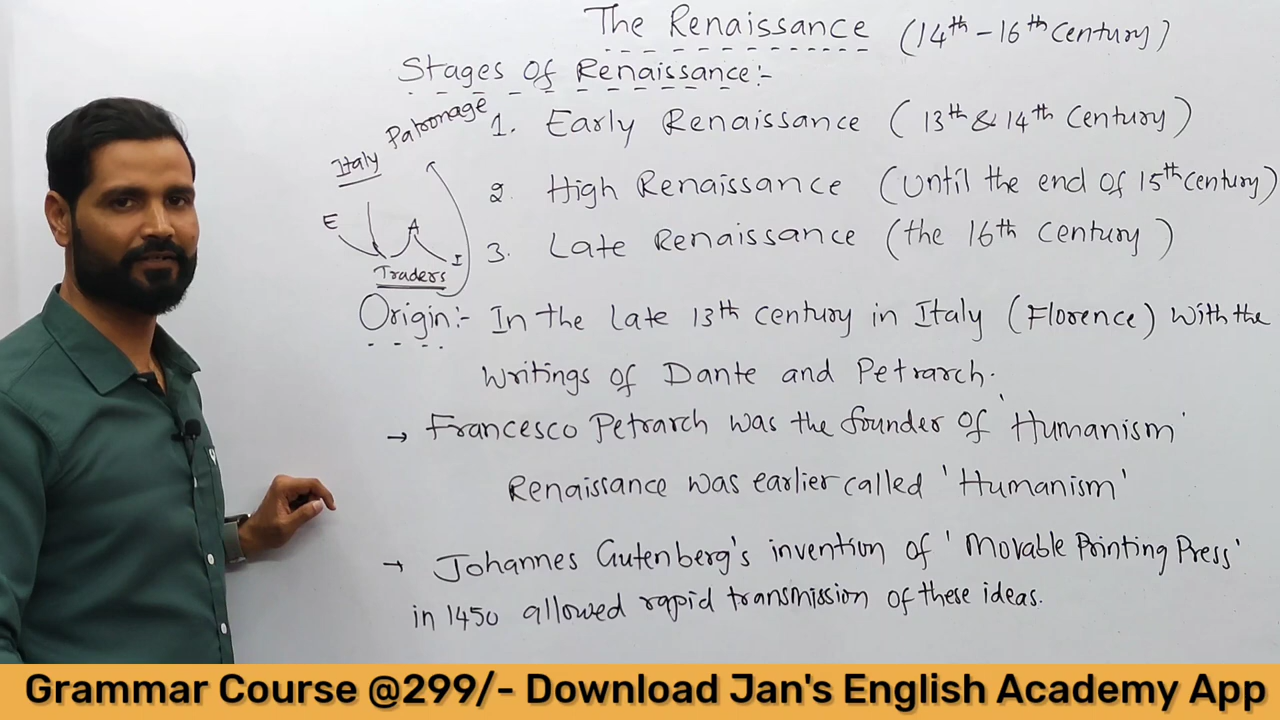 The Renaissance (14th - 16th Century)
Stages of Renaissance:-
Patronage
1. Early Renaissance (13th & 14th Century)
Italy
2. High Renaissance (Until the end of 15th Century)
E
A
3. Late Renaissance (the 16th Century)
I
Traders
Origin:- In the late 13th century in Italy (Florence) with the
writings of Dante and Petrarch.
→ Francesco Petrarch was the founder of 'Humanism'
Renaissance was earlier called 'Humanism'
→ Johannes Gutenberg's invention of 'Movable Printing Press'
in 1450 allowed rapid transmission of these ideas.
Grammar Course @299/- Download Jan's English Academy App